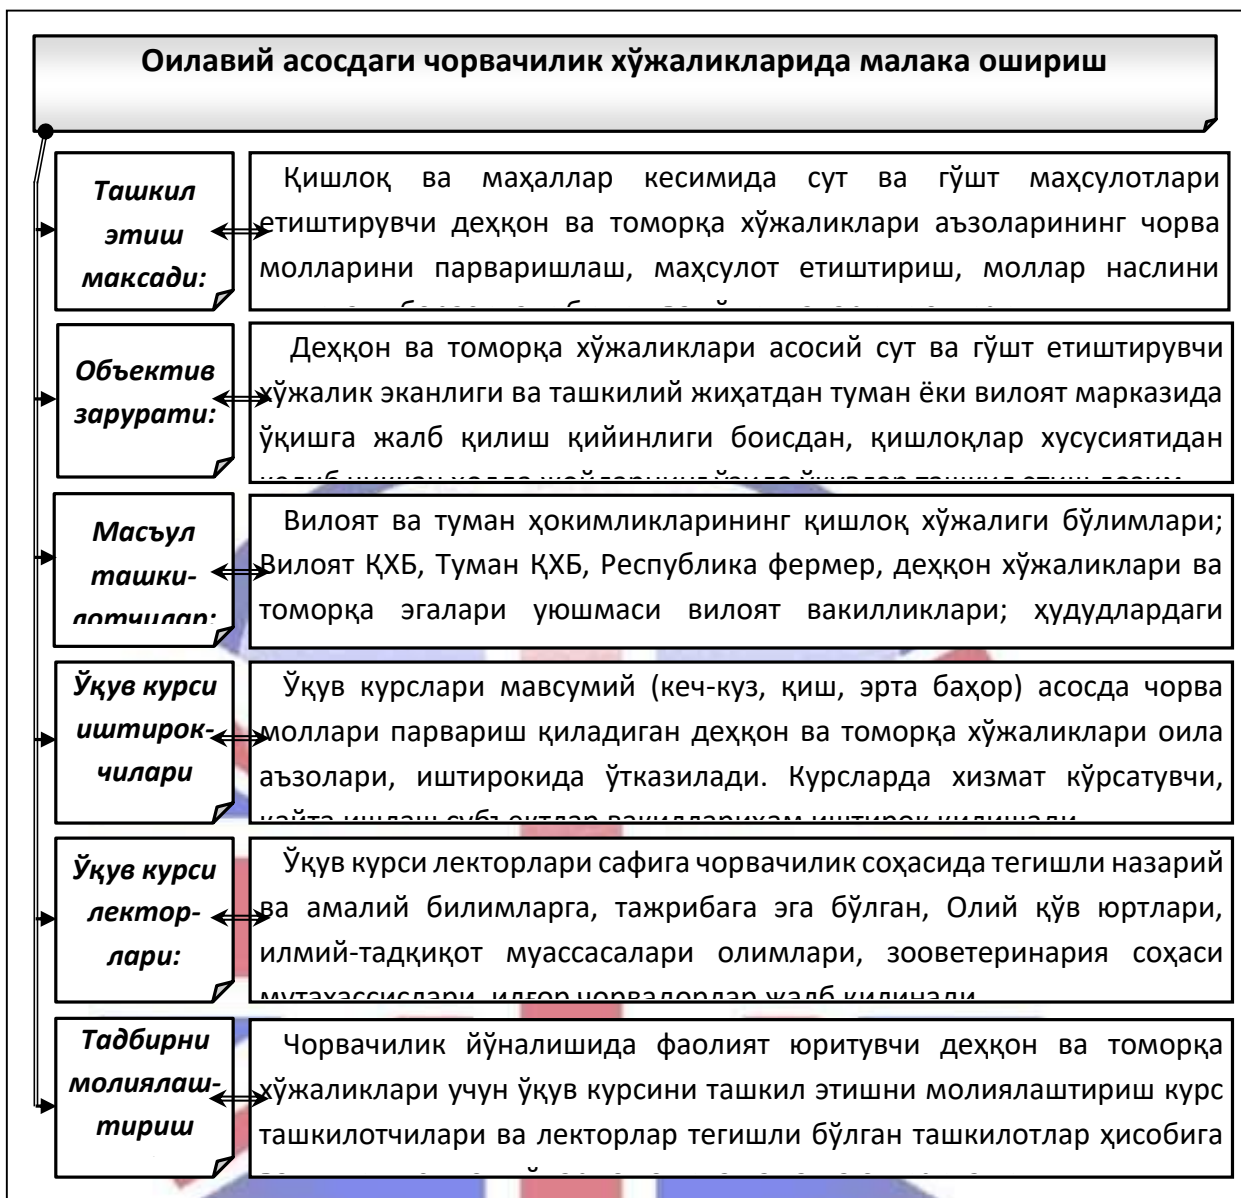 Оилавий асосдаги чорвачилик хўжаликларида малака ошириш
Ташкил
этиш
максади:
Қишлоқ ва маҳаллар кесимида сут ва гўшт маҳсулотлари
етиштирувчи деҳқон ва томорқа хўжаликлари аъзоларининг чорва
молларини парваришлаш, маҳсулот етиштириш, моллар наслини
Объектив
зарурати:
Деҳқон ва томорқа хўжаликлари асосий сут ва гўшт етиштирувчи
хўжалик эканлиги ва ташкилий жиҳатдан туман ёки вилоят марказида
ўқишга жалб қилиш қийинлиги боисдан, қишлоқлар хусусиятидан
Масъул
ташки-
лотчилар:
Вилоят ва туман ҳокимликларининг қишлоқ хўжалиги бўлимлари;
Вилоят ҚХБ, Туман ҚХБ, Республика фермер, деҳқон хўжаликлари ва
томорқа эгалари уюшмаси вилоят вакилликлари; ҳудудлардаги
Ўқув курси
иштирок-
чилари
Ўқув курслари мавсумий (кеч-куз, қиш, эрта баҳор) асосда чорва
моллари парвариш қиладиган деҳқон ва томорқа хўжаликлари оила
аъзолари, иштирокида ўтказилади. Курсларда хизмат кўрсатувчи,
Ўқув курси
лектор-
лари:
Ўқув курси лекторлари сафига чорвачилик соҳасида тегишли назарий
ва амалий билимларга, тажрибага эга бўлган, Олий қўв юртлари,
илмий-тадқиқот муассасалари олимлари, зооветеринария соҳаси
мутахассислари, илғор чорвадорлар жалб қилинади
Тадбирни
молиялаш-
тириш
Чорвачилик йўналишида фаолият юритувчи деҳқон ва томорқа
хўжаликлари учун ўқув курсини ташкил этишни молиялаштириш курс
ташкилотчилари ва лекторлар тегишли бўлган ташкилотлар ҳисобига